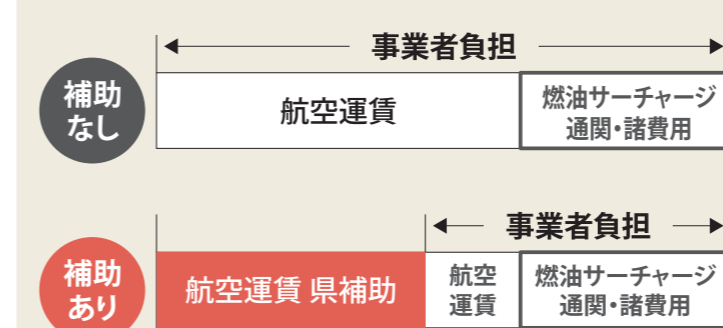 事業者負担
補助
なし
航空運賃
燃油サーチャージ
通関・諸費用
事業者負担
補助
あり
航空運賃 県補助
航空
運賃
燃油サーチャージ
通関・諸費用